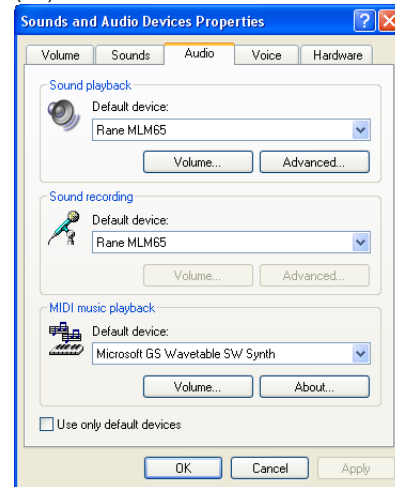 Sounds and Audio Devices Properties
Volume Sounds Audio Voice Hardware
Sound playback
Default device:
Rane MLM65
Volume... Advanced...
Sound recording
Default device:
Rane MLM65
Volume... Advanced...
MIDI music playback
Default device:
Microsoft GS Wavetable SW Synth
Volume... About...
Use only default devices
OK Cancel Apply